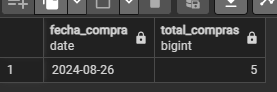 fecha_compra total_compras
date bigint
1 2024-08-26 5